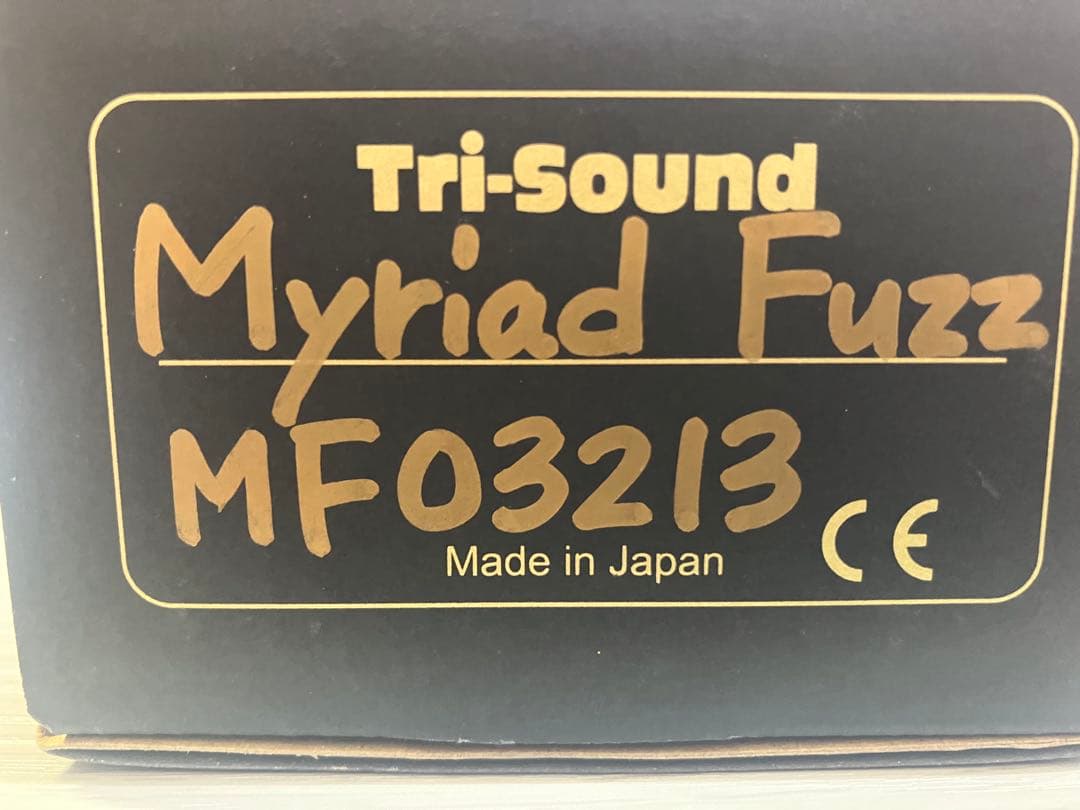 Tri-Sound
Myriad Fuzz
MF03213
Made in Japan
CE